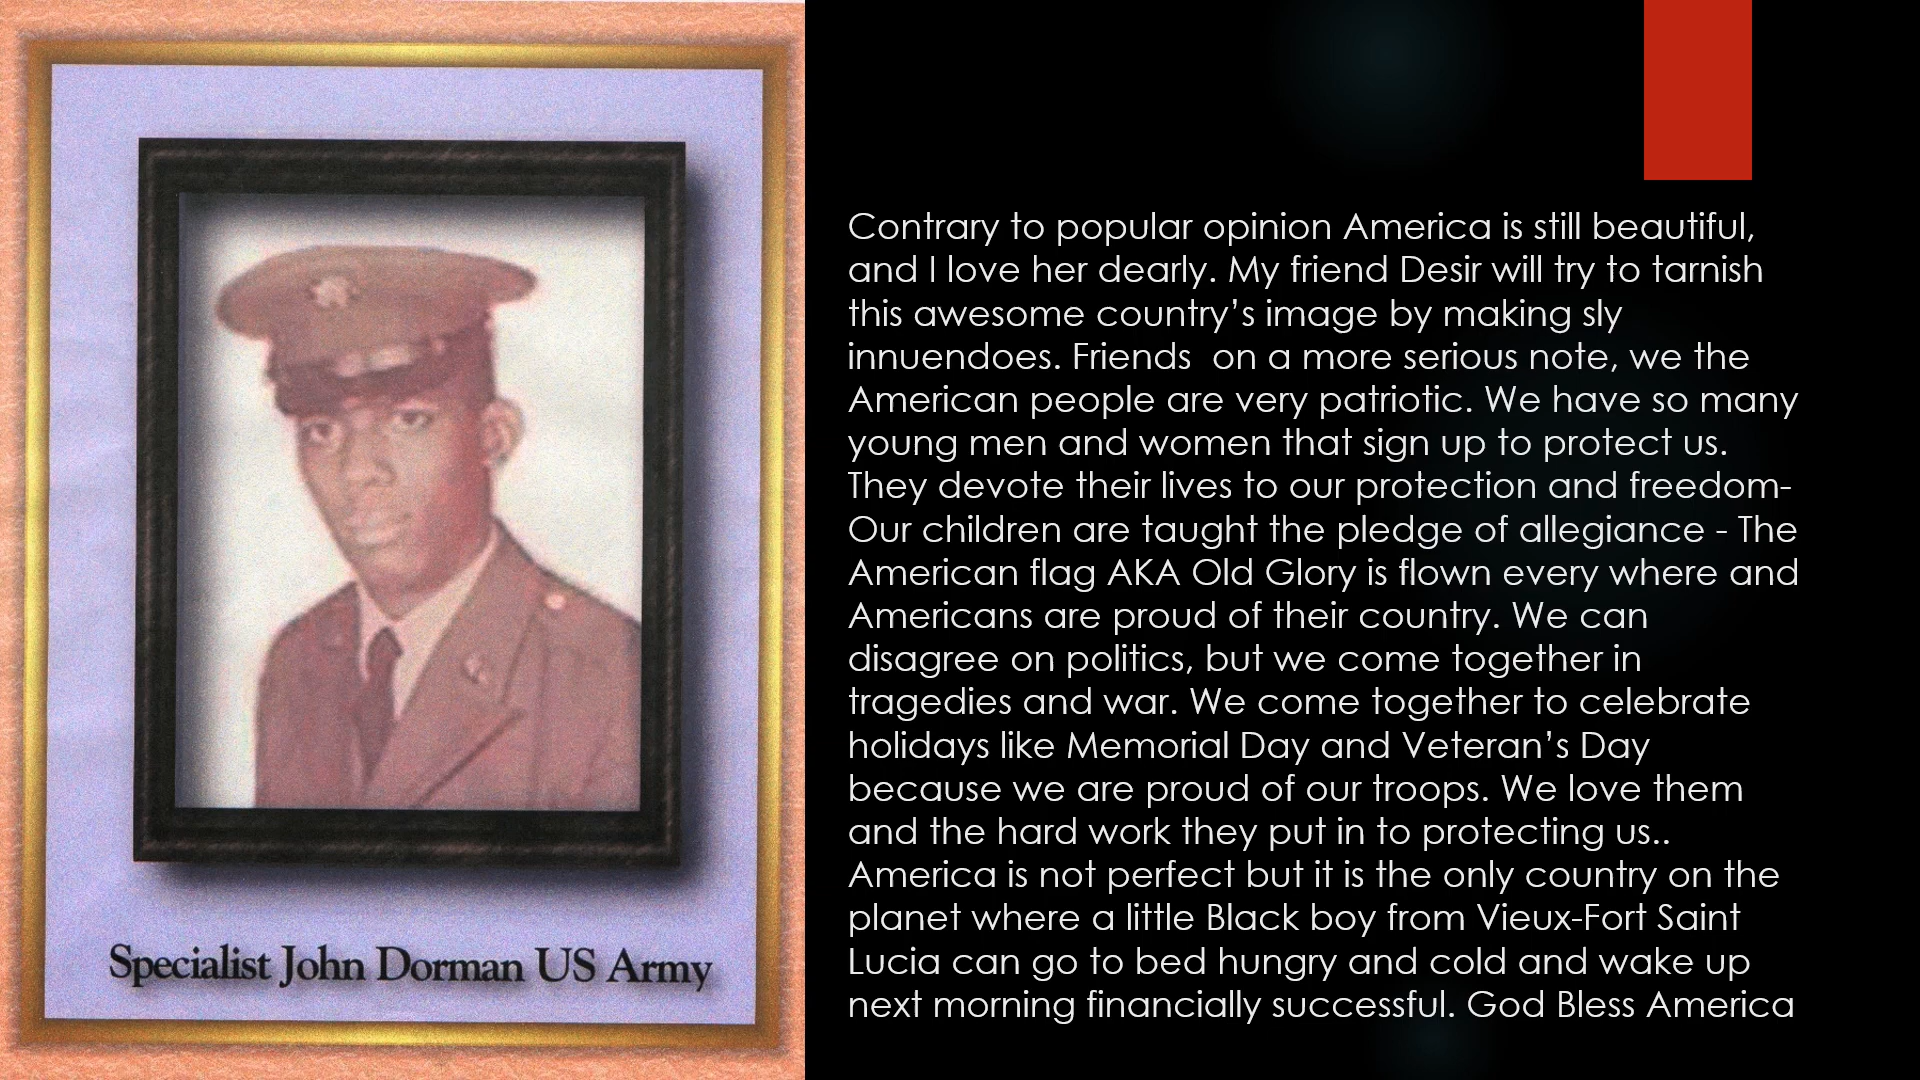 Specialist John Dorman US Army
Contrary to popular opinion America is still beautiful,
and I love her dearly. My friend Desir will try to tarnish
this awesome country’s image by making sly
innuendoes. Friends  on a more serious note, we the
American people are very patriotic. We have so many
young men and women that sign up to protect us.
They devote their lives to our protection and freedom-
Our children are taught the pledge of allegiance - The
American flag AKA Old Glory is flown every where and
Americans are proud of their country. We can
disagree on politics, but we come together in
tragedies and war. We come together to celebrate
holidays like Memorial Day and Veteran’s Day
because we are proud of our troops. We love them
and the hard work they put in to protecting us..
America is not perfect but it is the only country on the
planet where a little Black boy from Vieux-Fort Saint
Lucia can go to bed hungry and cold and wake up
next morning financially successful. God Bless America